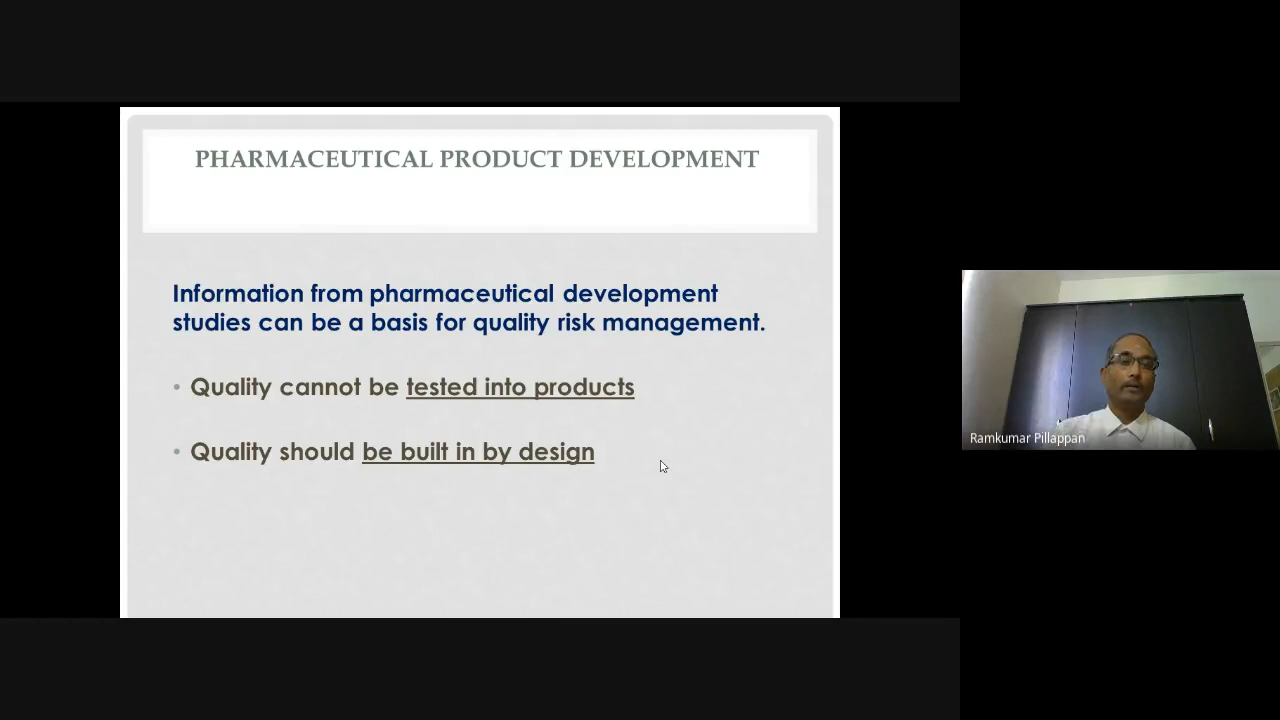 PHARMACEUTICAL PRODUCT DEVELOPMENT
Information from pharmaceutical development
studies can be a basis for quality risk management.
• Quality cannot be tested into products
• Quality should be built in by design
Ramkumar Pillappan